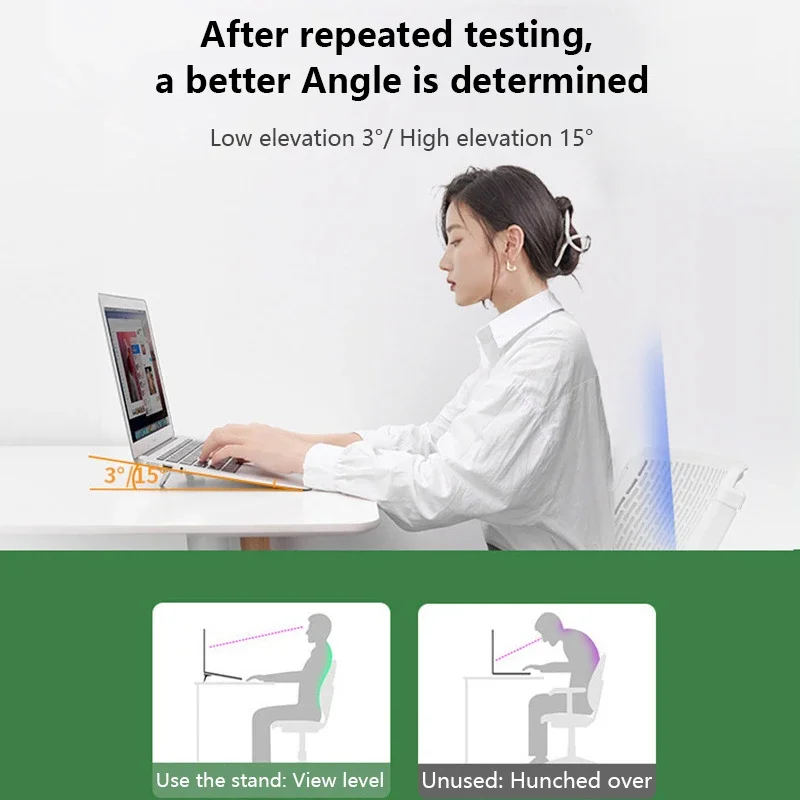 After repeated testing,
a better Angle is determined
Low elevation 3°/ High elevation 15°
3°/15°
Use the stand: View level
Unused: Hunched over